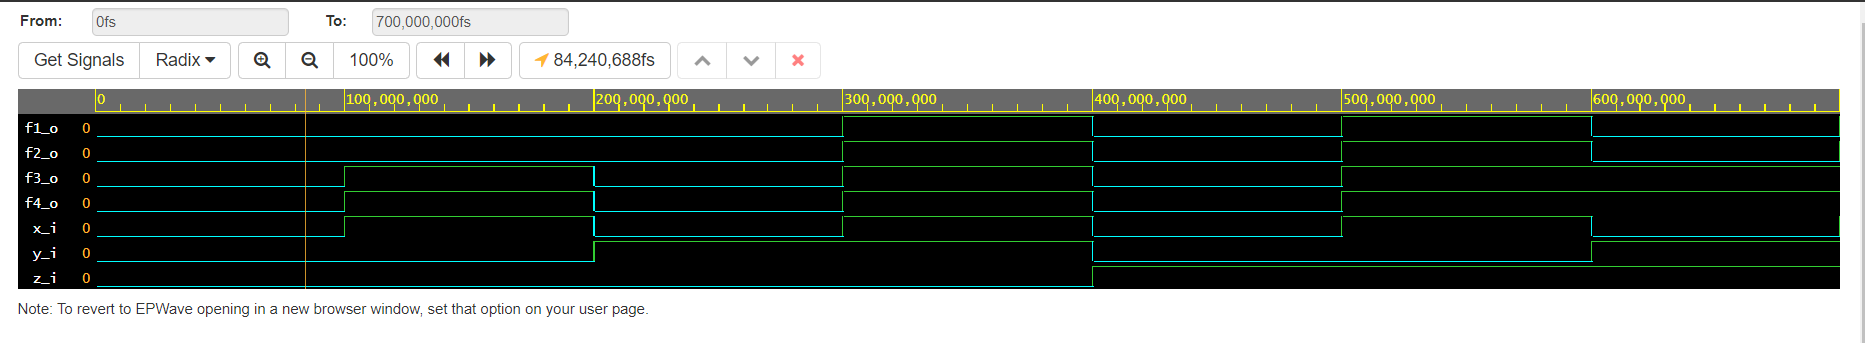 From: 0fs To: 700,000,000fs
Get Signals Radix 100% 84,240,688fs
0 100,000,000 200,000,000 300,000,000 400,000,000 500,000,000 600,000,000
f1_o 0
f2_o 0
f3_o 0
f4_o 0
x_i 0
y_i 0
z_i 0
Note: To revert to EPWave opening in a new browser window, set that option on your user page.